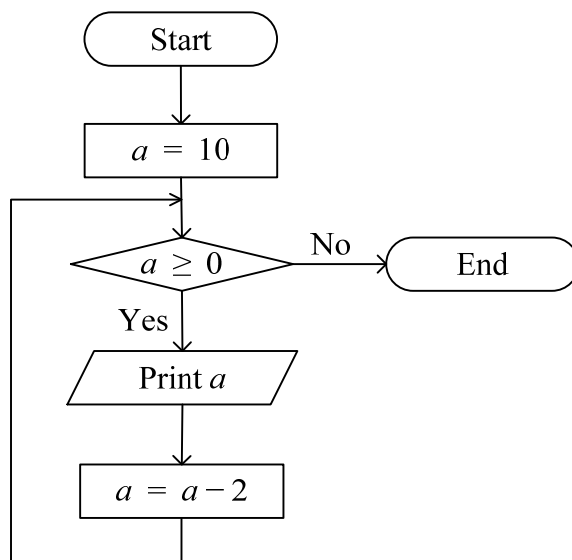 Start
a = 10
a ≥ 0
No
End
Yes
Print a
a = a − 2